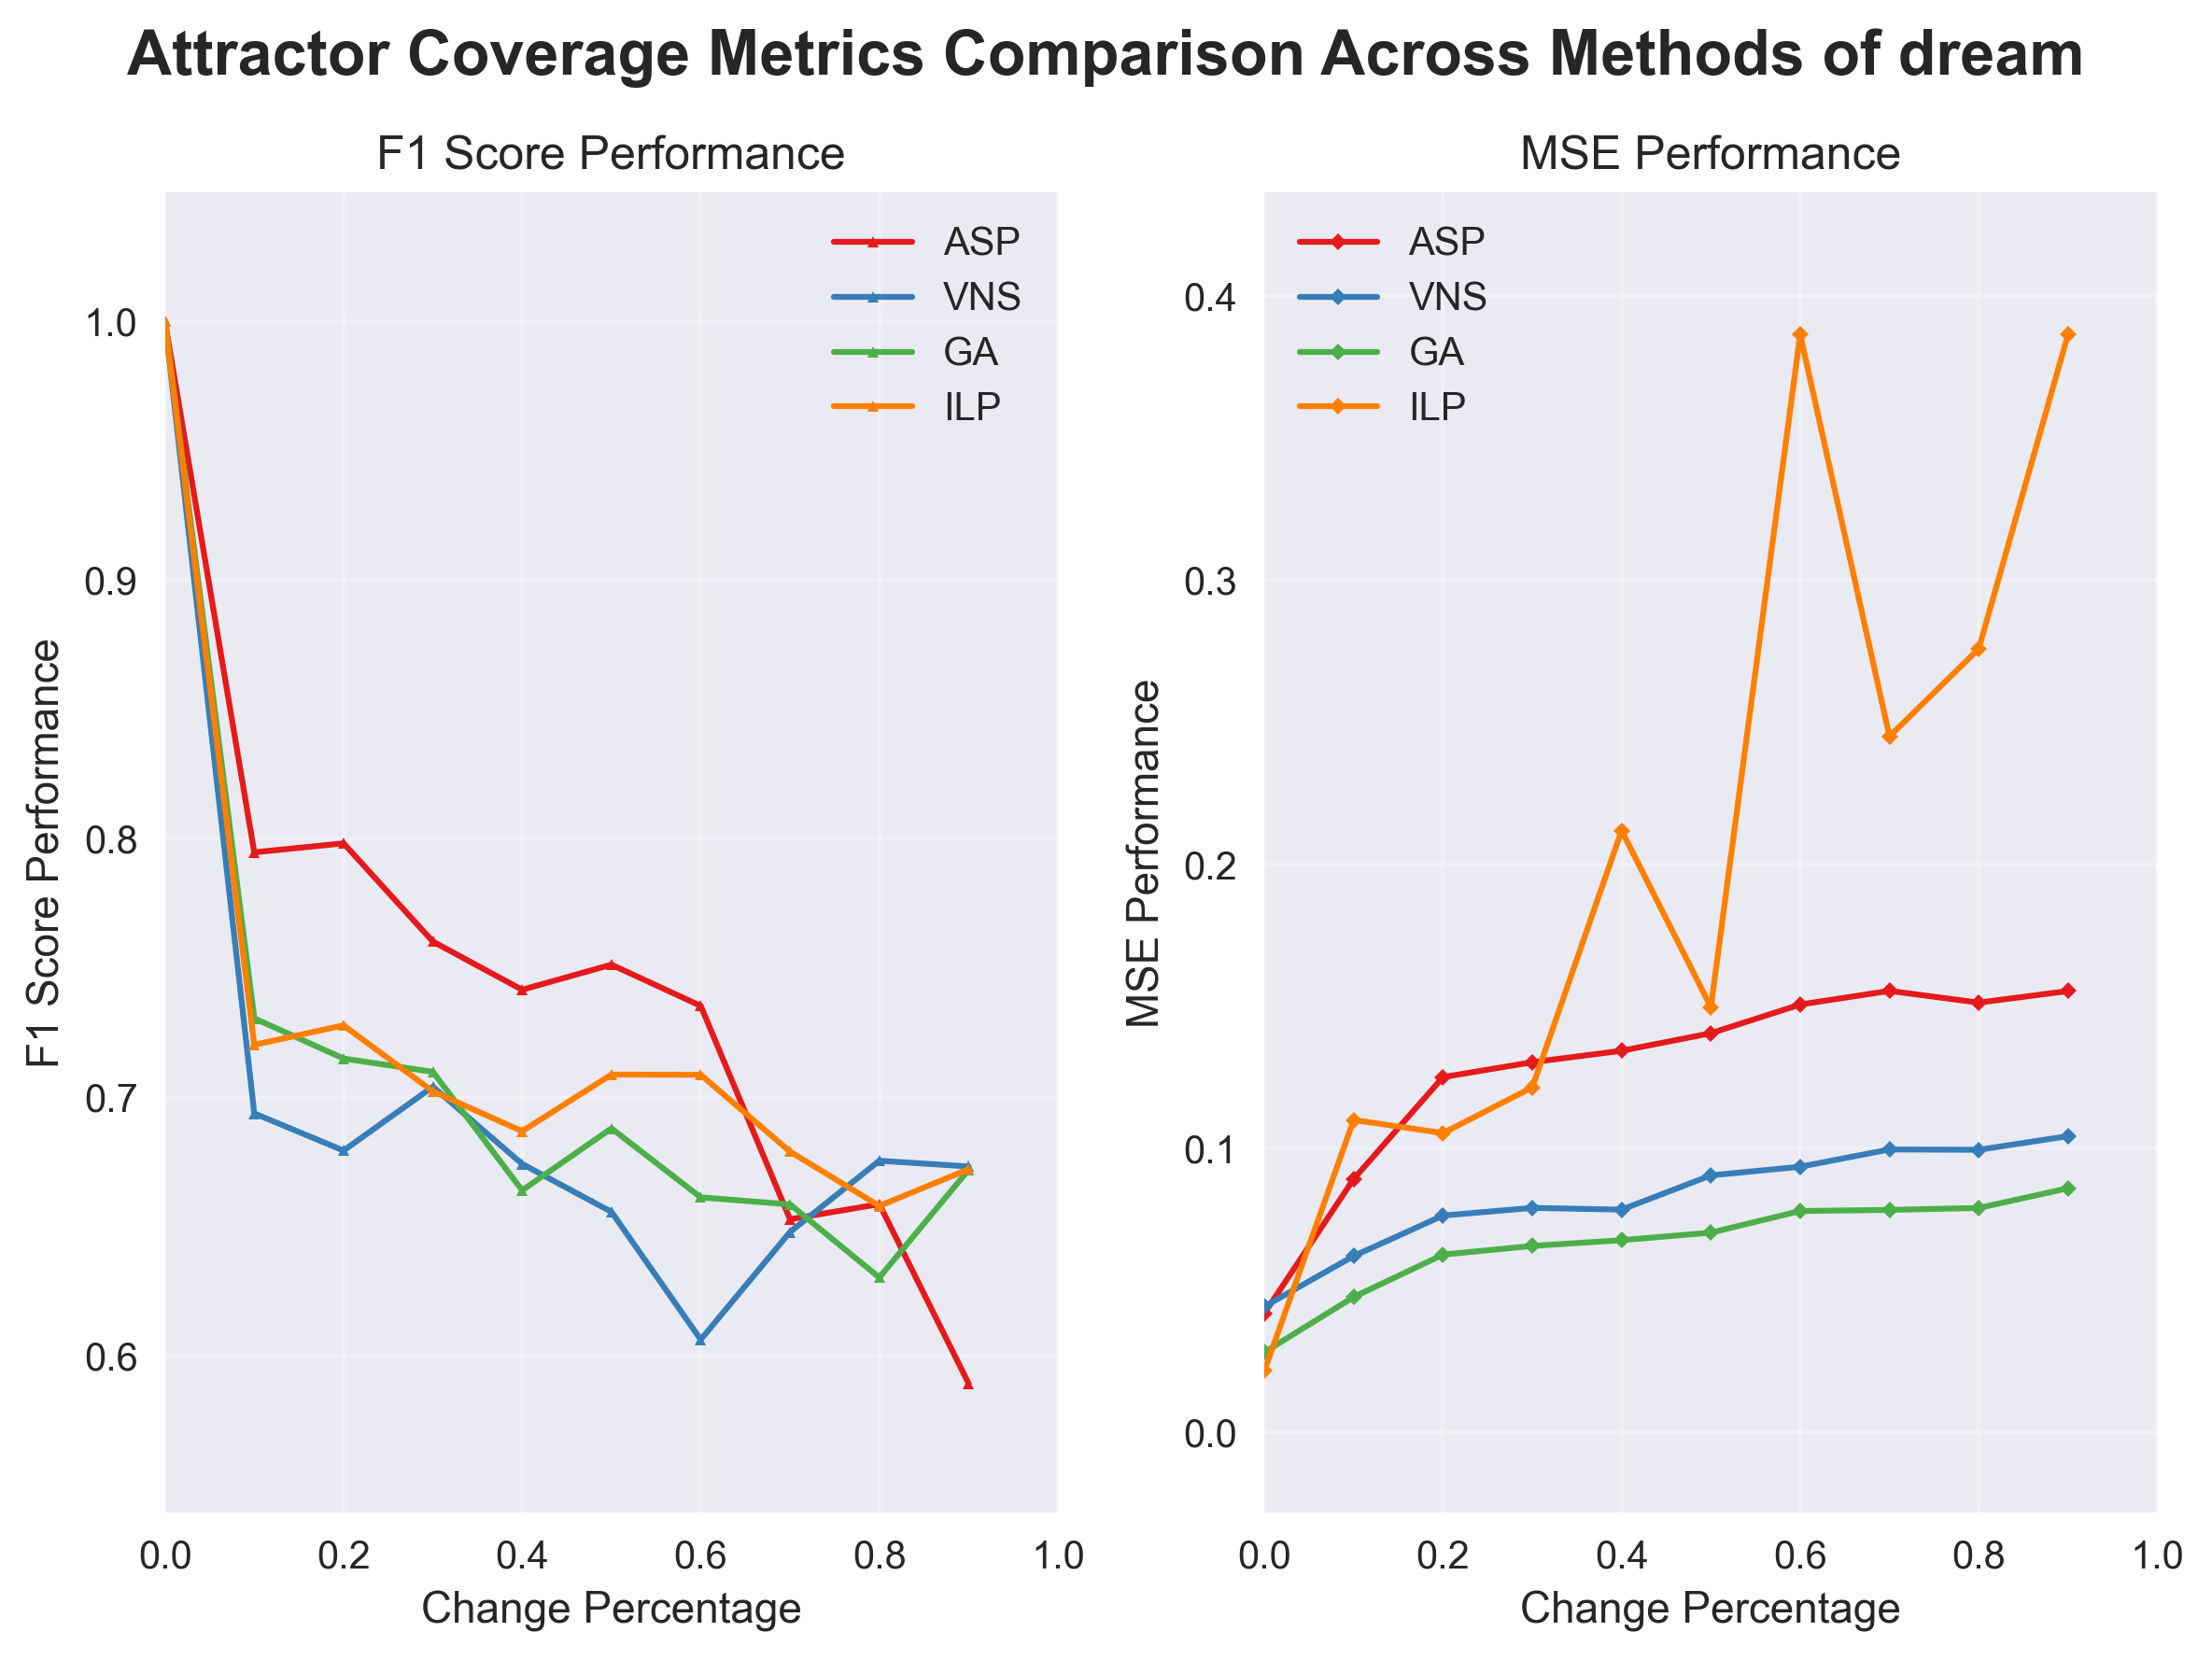 Attractor Coverage Metrics Comparison Across Methods of dream
F1 Score Performance
ASP
VNS
GA
ILP
1.0
0.9
0.8
0.7
0.6
F1 Score Performance
0.0 0.2 0.4 0.6 0.8 1.0
Change Percentage
MSE Performance
ASP
VNS
GA
ILP
0.4
0.3
0.2
0.1
0.0
MSE Performance
0.0 0.2 0.4 0.6 0.8 1.0
Change Percentage